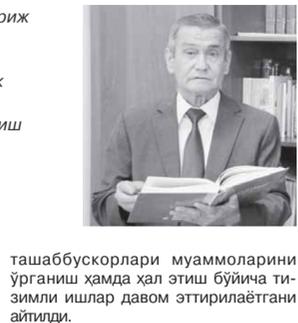 ташаббускорлари муаммоларини
ўрганиш ҳамда ҳал этиш бўйича ти-
зимли ишлар давом эттирилаётгани
айтилди.